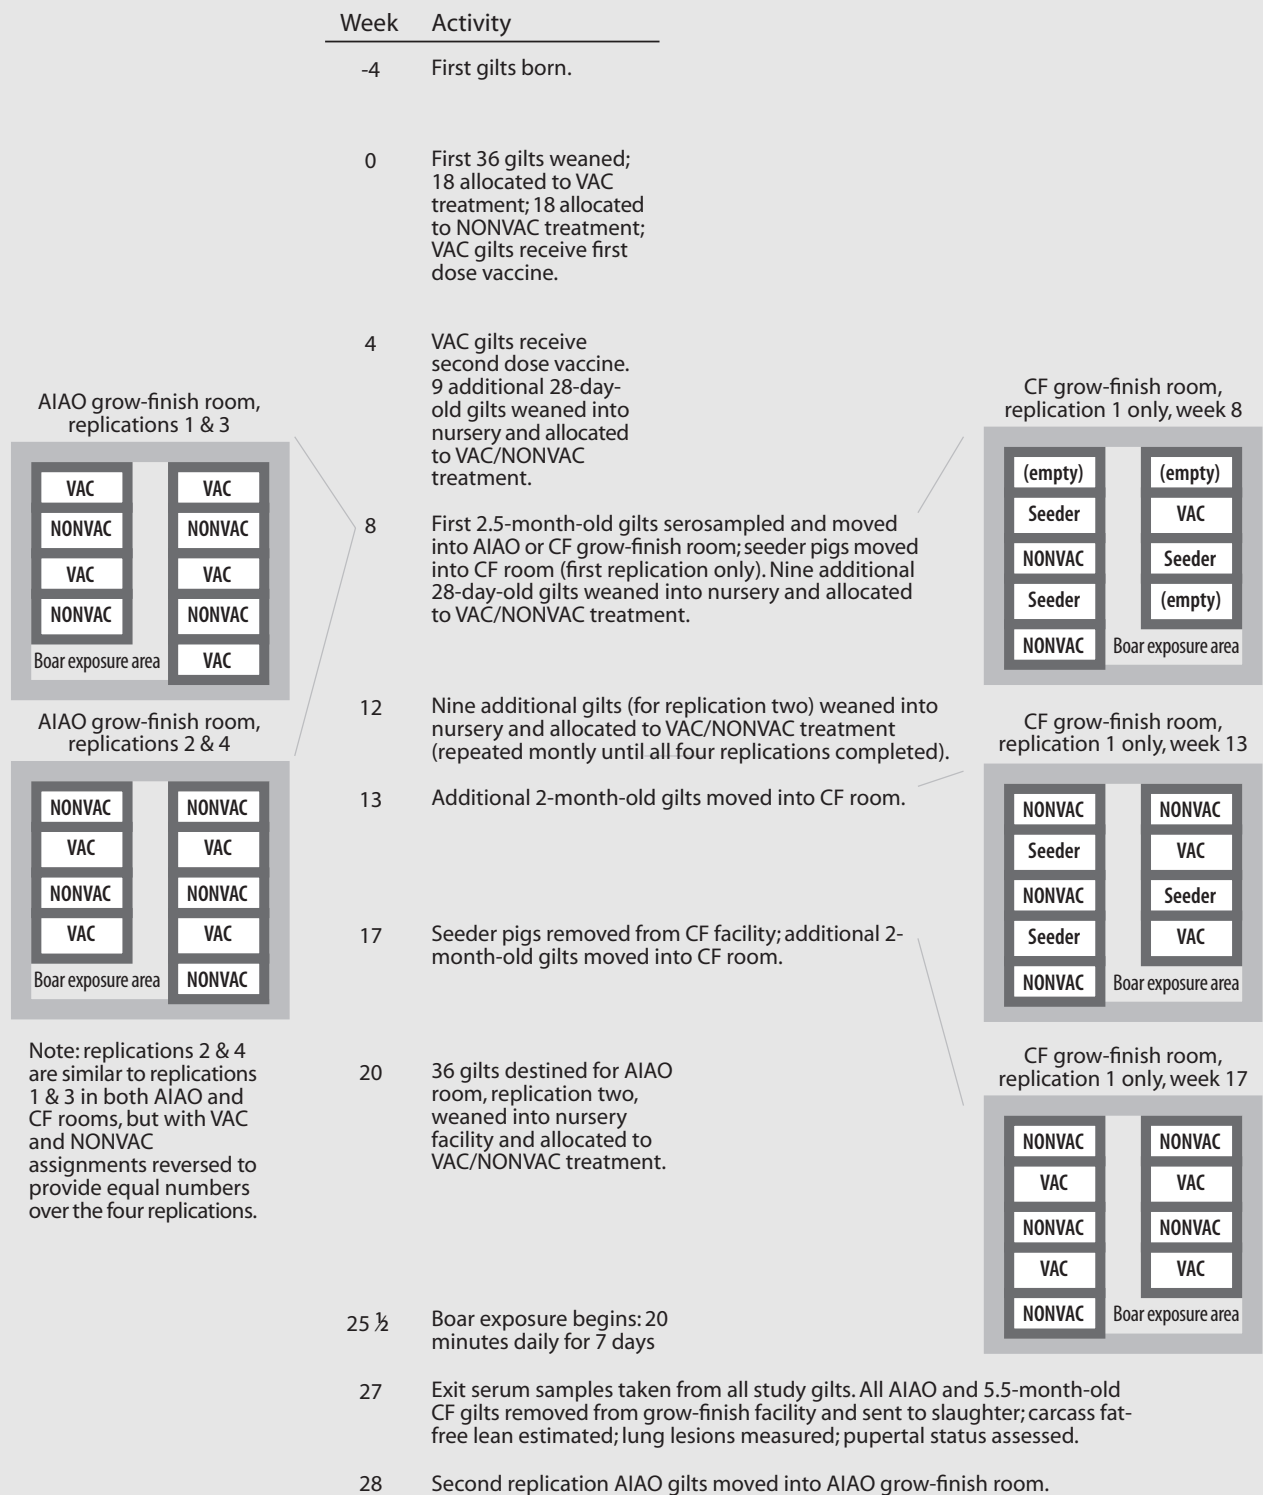 Week Activity
-4 First gilts born.
0 First 36 gilts weaned;
18 allocated to VAC
treatment; 18 allocated
to NONVAC treatment;
VAC gilts receive first
dose vaccine.
4 VAC gilts receive
second dose vaccine.
9 additional 28-day-
old gilts weaned into
nursery and allocated
to VAC/NONVAC
treatment.
8 First 2.5-month-old gilts serosampled and moved
into AIAO or CF grow-finish room; seeder pigs moved
into CF room (first replication only). Nine additional
28-day-old gilts weaned into nursery and allocated
to VAC/NONVAC treatment.
12 Nine additional gilts (for replication two) weaned into
nursery and allocated to VAC/NONVAC treatment
(repeated montly until all four replications completed).
13 Additional 2-month-old gilts moved into CF room.
17 Seeder pigs removed from CF facility; additional 2-
month-old gilts moved into CF room.
20 36 gilts destined for AIAO
room, replication two,
weaned into nursery
facility and allocated to
VAC/NONVAC treatment.
25 ½ Boar exposure begins: 20
minutes daily for 7 days
27 Exit serum samples taken from all study gilts. All AIAO and 5.5-month-old
CF gilts removed from grow-finish facility and sent to slaughter; carcass fat-
free lean estimated; lung lesions measured; pupertal status assessed.
28 Second replication AIAO gilts moved into AIAO grow-finish room.
AIAO grow-finish room,
replications 1 & 3
VAC VAC
NONVAC NONVAC
VAC VAC
NONVAC NONVAC
Boar exposure area VAC
AIAO grow-finish room,
replications 2 & 4
NONVAC NONVAC
VAC VAC
NONVAC NONVAC
VAC VAC
Boar exposure area NONVAC
Note: replications 2 & 4
are similar to replications
1 & 3 in both AIAO and
CF rooms, but with VAC
and NONVAC
assignments reversed to
provide equal numbers
over the four replications.
CF grow-finish room,
replication 1 only, week 8
(empty) (empty)
Seeder VAC
NONVAC Seeder
Seeder (empty)
NONVAC Boar exposure area
CF grow-finish room,
replication 1 only, week 13
NONVAC NONVAC
Seeder VAC
NONVAC Seeder
Seeder VAC
NONVAC Boar exposure area
CF grow-finish room,
replication 1 only, week 17
NONVAC NONVAC
VAC VAC
NONVAC NONVAC
VAC VAC
NONVAC Boar exposure area